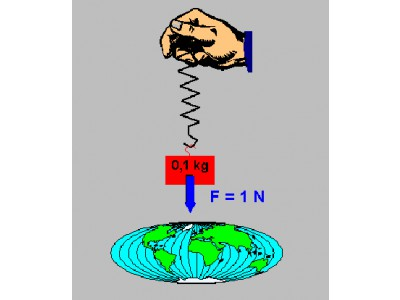 0,1 kg
F = 1 N